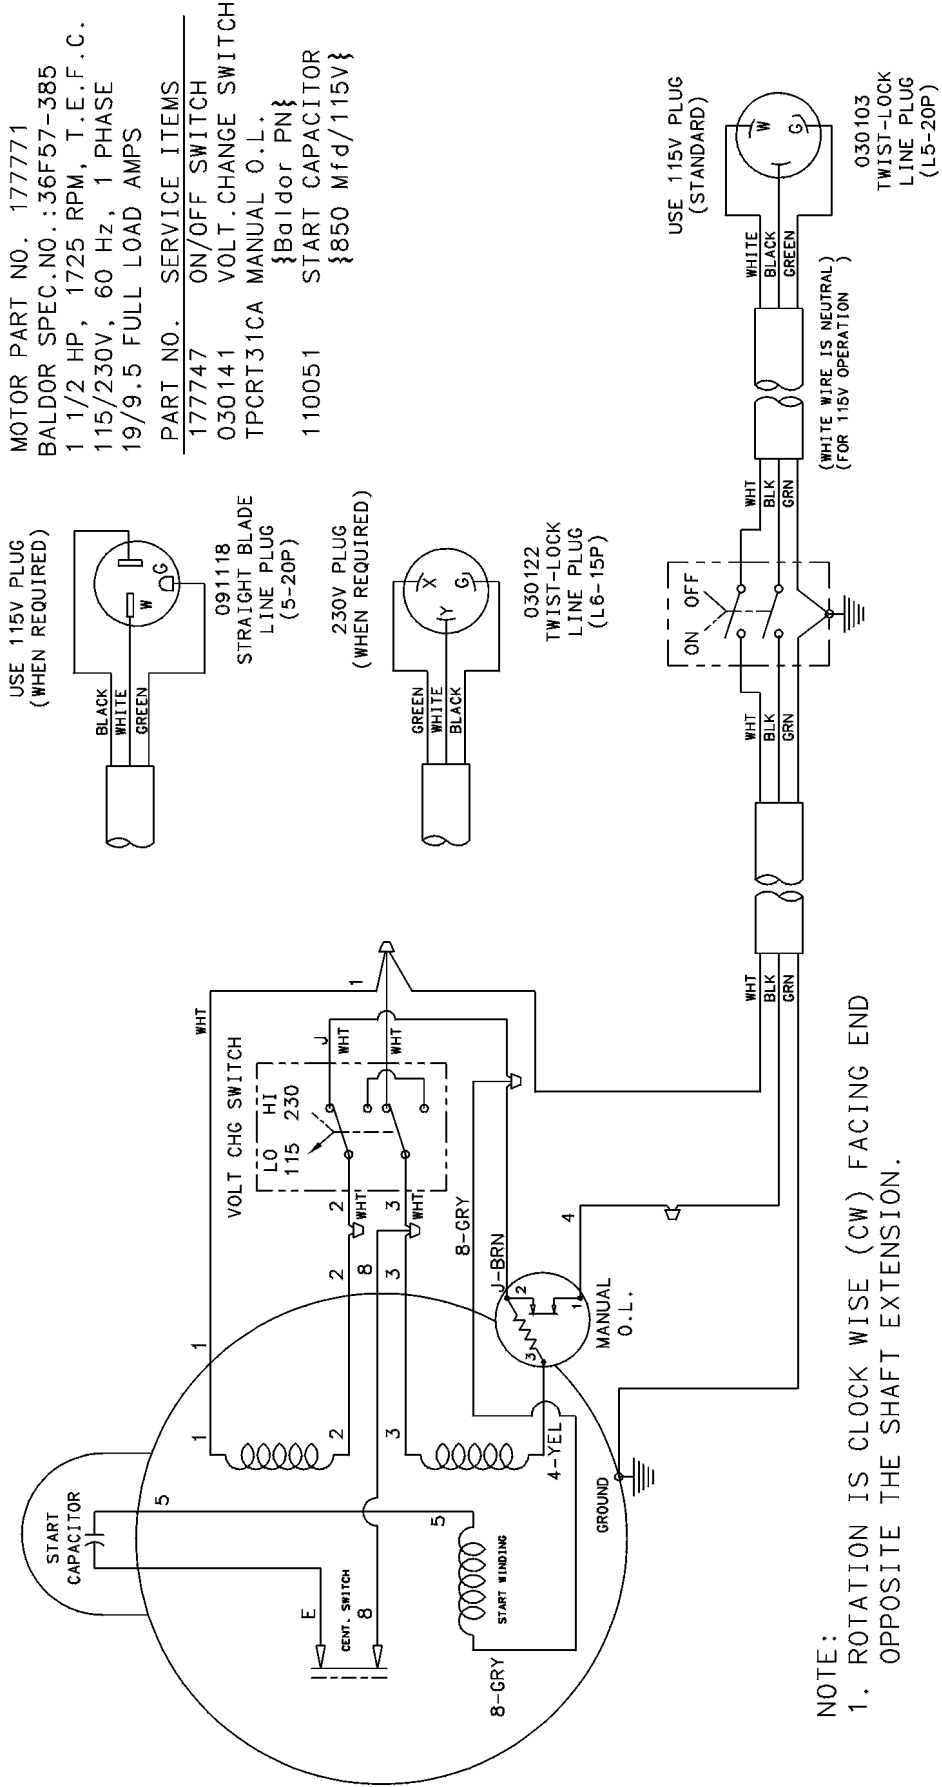 MOTOR PART NO. 177771
BALDOR SPEC.NO.:36F57-385
1 1/2 HP, 1725 RPM, T.E.F.C.
115/230V, 60 Hz, 1 PHASE
19/9.5 FULL LOAD AMPS
PART NO. SERVICE ITEMS
177747 ON/OFF SWITCH
030141 VOLT.CHANGE SWITCH
TPCRT31CA MANUAL O.L.
}Baldor PN}
110051 START CAPACITOR
}850 Mfd/115V}
USE 115V PLUG
(WHEN REQUIRED)
BLACK
WHITE
GREEN
W
G
091118
STRAIGHT BLADE
LINE PLUG
(5-20P)
230V PLUG
(WHEN REQUIRED)
GREEN
WHITE
BLACK
X
Y
G
030122
TWIST-LOCK
LINE PLUG
(L6-15P)
USE 115V PLUG
(STANDARD)
WHITE
BLACK
GREEN
W
G
030103
TWIST-LOCK
LINE PLUG
(L5-20P)
(WHITE WIRE IS NEUTRAL)
(FOR 115V OPERATION )
WHT
BLK
GRN
ON OFF
WHT
BLK
GRN
WHT
BLK
GRN
START
CAPACITOR
5
E
CENT. SWITCH
8
5
START WINDING
8-GRY
1
1
WHT
2
2
2
WHT
8
3
3
3
WHT
VOLT CHG SWITCH
LO HI
115 230
J
WHT
WHT
1
8-GRY
J-BRN
4-YEL
1
2
3
MANUAL
O.L.
4
GROUND
NOTE:
1. ROTATION IS CLOCK WISE (CW) FACING END
OPPOSITE THE SHAFT EXTENSION.